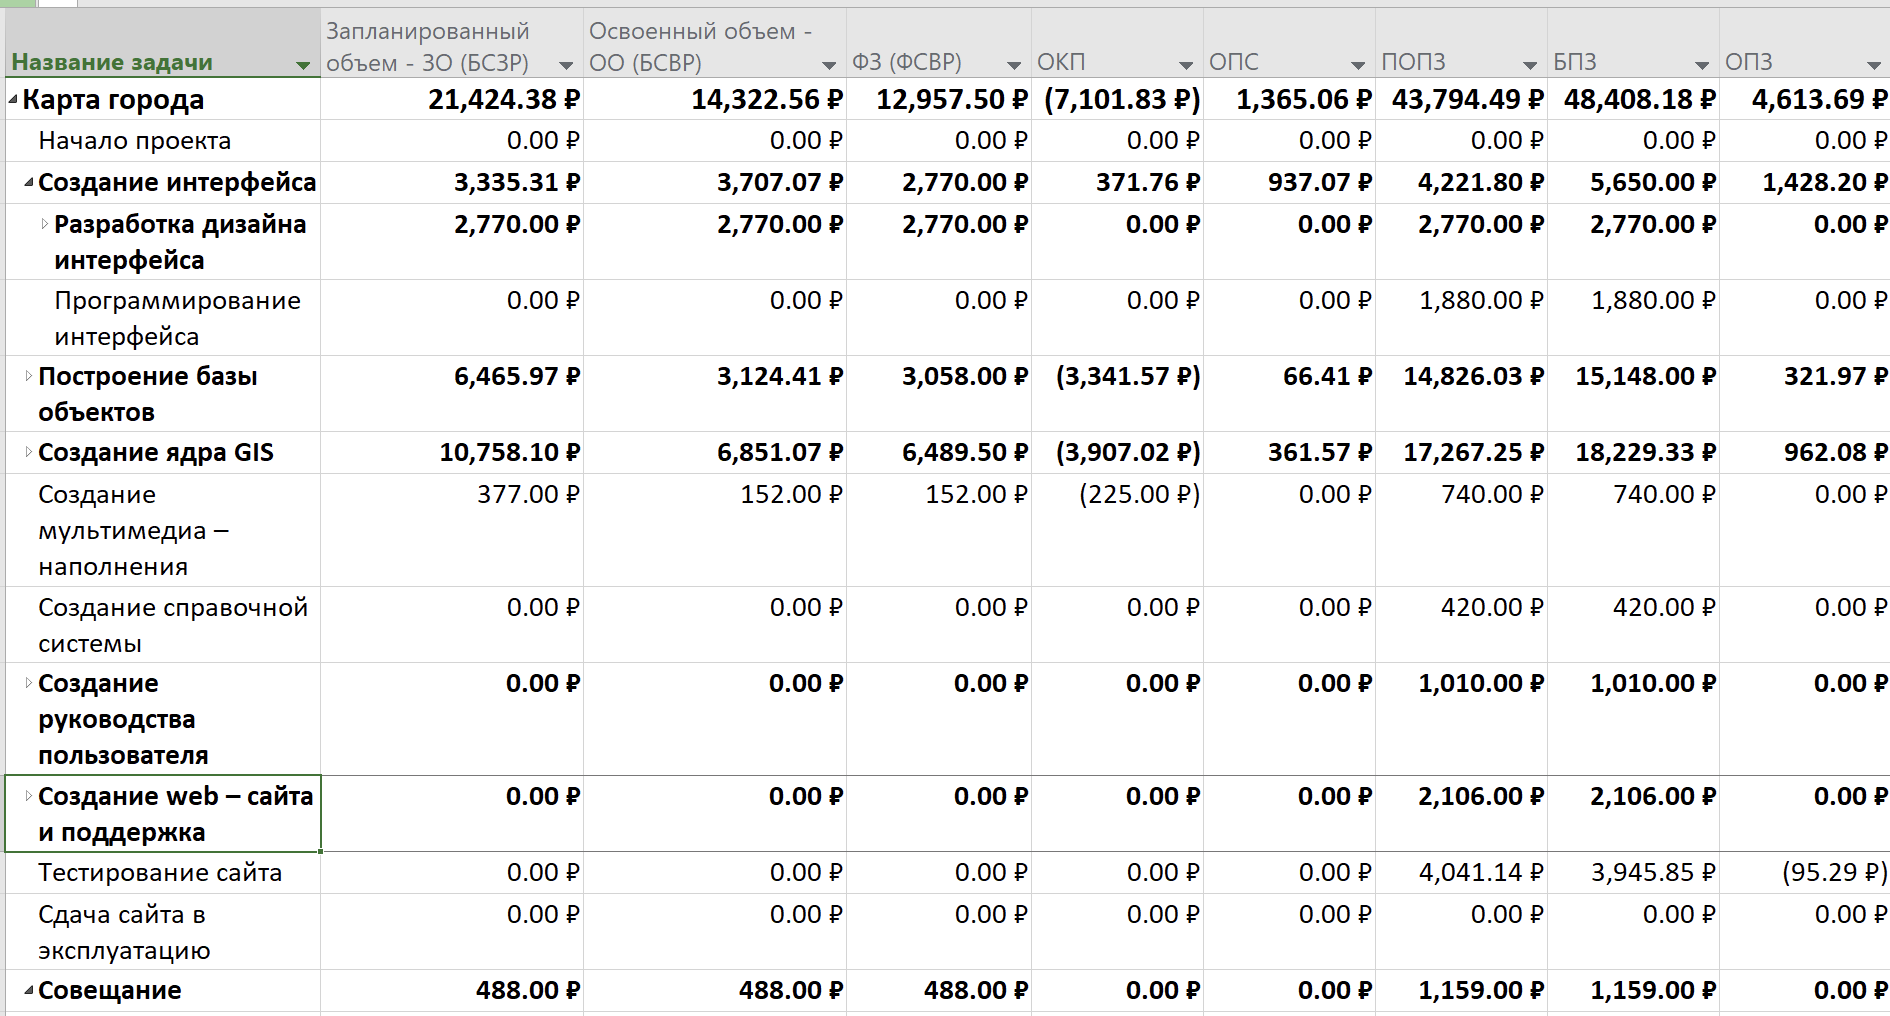 Запланированный Освоенный объем -
Название задачи объем - ЗО (БСЗР) ОО (БСВР) ФЗ (ФСВР) ОКП ОПС ПОПЗ БПЗ ОПЗ
Карта города 21,424.38 ₽ 14,322.56 ₽ 12,957.50 ₽ (7,101.83 ₽) 1,365.06 ₽ 43,794.49 ₽ 48,408.18 ₽ 4,613.69 ₽
Начало проекта 0.00 ₽ 0.00 ₽ 0.00 ₽ 0.00 ₽ 0.00 ₽ 0.00 ₽ 0.00 ₽ 0.00 ₽
Создание интерфейса 3,335.31 ₽ 3,707.07 ₽ 2,770.00 ₽ 371.76 ₽ 937.07 ₽ 4,221.80 ₽ 5,650.00 ₽ 1,428.20 ₽
Разработка дизайна 2,770.00 ₽ 2,770.00 ₽ 2,770.00 ₽ 0.00 ₽ 0.00 ₽ 2,770.00 ₽ 2,770.00 ₽ 0.00 ₽
интерфейса
Программирование 0.00 ₽ 0.00 ₽ 0.00 ₽ 0.00 ₽ 0.00 ₽ 1,880.00 ₽ 1,880.00 ₽ 0.00 ₽
интерфейса
Построение базы 6,465.97 ₽ 3,124.41 ₽ 3,058.00 ₽ (3,341.57 ₽) 66.41 ₽ 14,826.03 ₽ 15,148.00 ₽ 321.97 ₽
объектов
Создание ядра GIS 10,758.10 ₽ 6,851.07 ₽ 6,489.50 ₽ (3,907.02 ₽) 361.57 ₽ 17,267.25 ₽ 18,229.33 ₽ 962.08 ₽
Создание 377.00 ₽ 152.00 ₽ 152.00 ₽ (225.00 ₽) 0.00 ₽ 740.00 ₽ 740.00 ₽ 0.00 ₽
мультимедиа –
наполнения
Создание справочной 0.00 ₽ 0.00 ₽ 0.00 ₽ 0.00 ₽ 0.00 ₽ 420.00 ₽ 420.00 ₽ 0.00 ₽
системы
Создание 0.00 ₽ 0.00 ₽ 0.00 ₽ 0.00 ₽ 0.00 ₽ 1,010.00 ₽ 1,010.00 ₽ 0.00 ₽
руководства
пользователя
Создание web – сайта 0.00 ₽ 0.00 ₽ 0.00 ₽ 0.00 ₽ 0.00 ₽ 2,106.00 ₽ 2,106.00 ₽ 0.00 ₽
и поддержка
Тестирование сайта 0.00 ₽ 0.00 ₽ 0.00 ₽ 0.00 ₽ 0.00 ₽ 4,041.14 ₽ 3,945.85 ₽ (95.29 ₽)
Сдача сайта в 0.00 ₽ 0.00 ₽ 0.00 ₽ 0.00 ₽ 0.00 ₽ 0.00 ₽ 0.00 ₽ 0.00 ₽
эксплуатацию
Совещание 488.00 ₽ 488.00 ₽ 488.00 ₽ 0.00 ₽ 0.00 ₽ 1,159.00 ₽ 1,159.00 ₽ 0.00 ₽